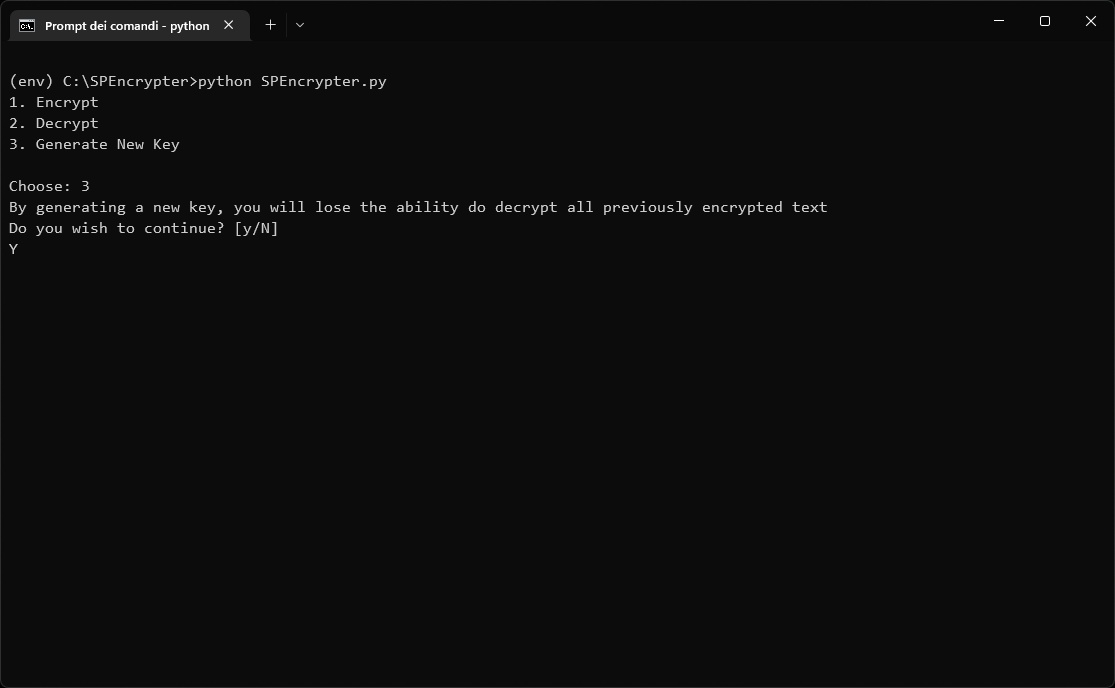 Prompt dei comandi - python
(env) C:\SPEncrypter>python SPEncrypter.py
1. Encrypt
2. Decrypt
3. Generate New Key
Choose: 3
By generating a new key, you will lose the ability do decrypt all previously encrypted text
Do you wish to continue? [y/N]
Y